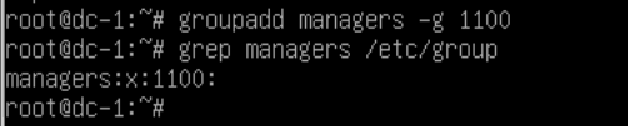 root@dc-1:~# groupadd managers -g 1100
root@dc-1:~# grep managers /etc/group
managers:x:1100:
root@dc-1:~#